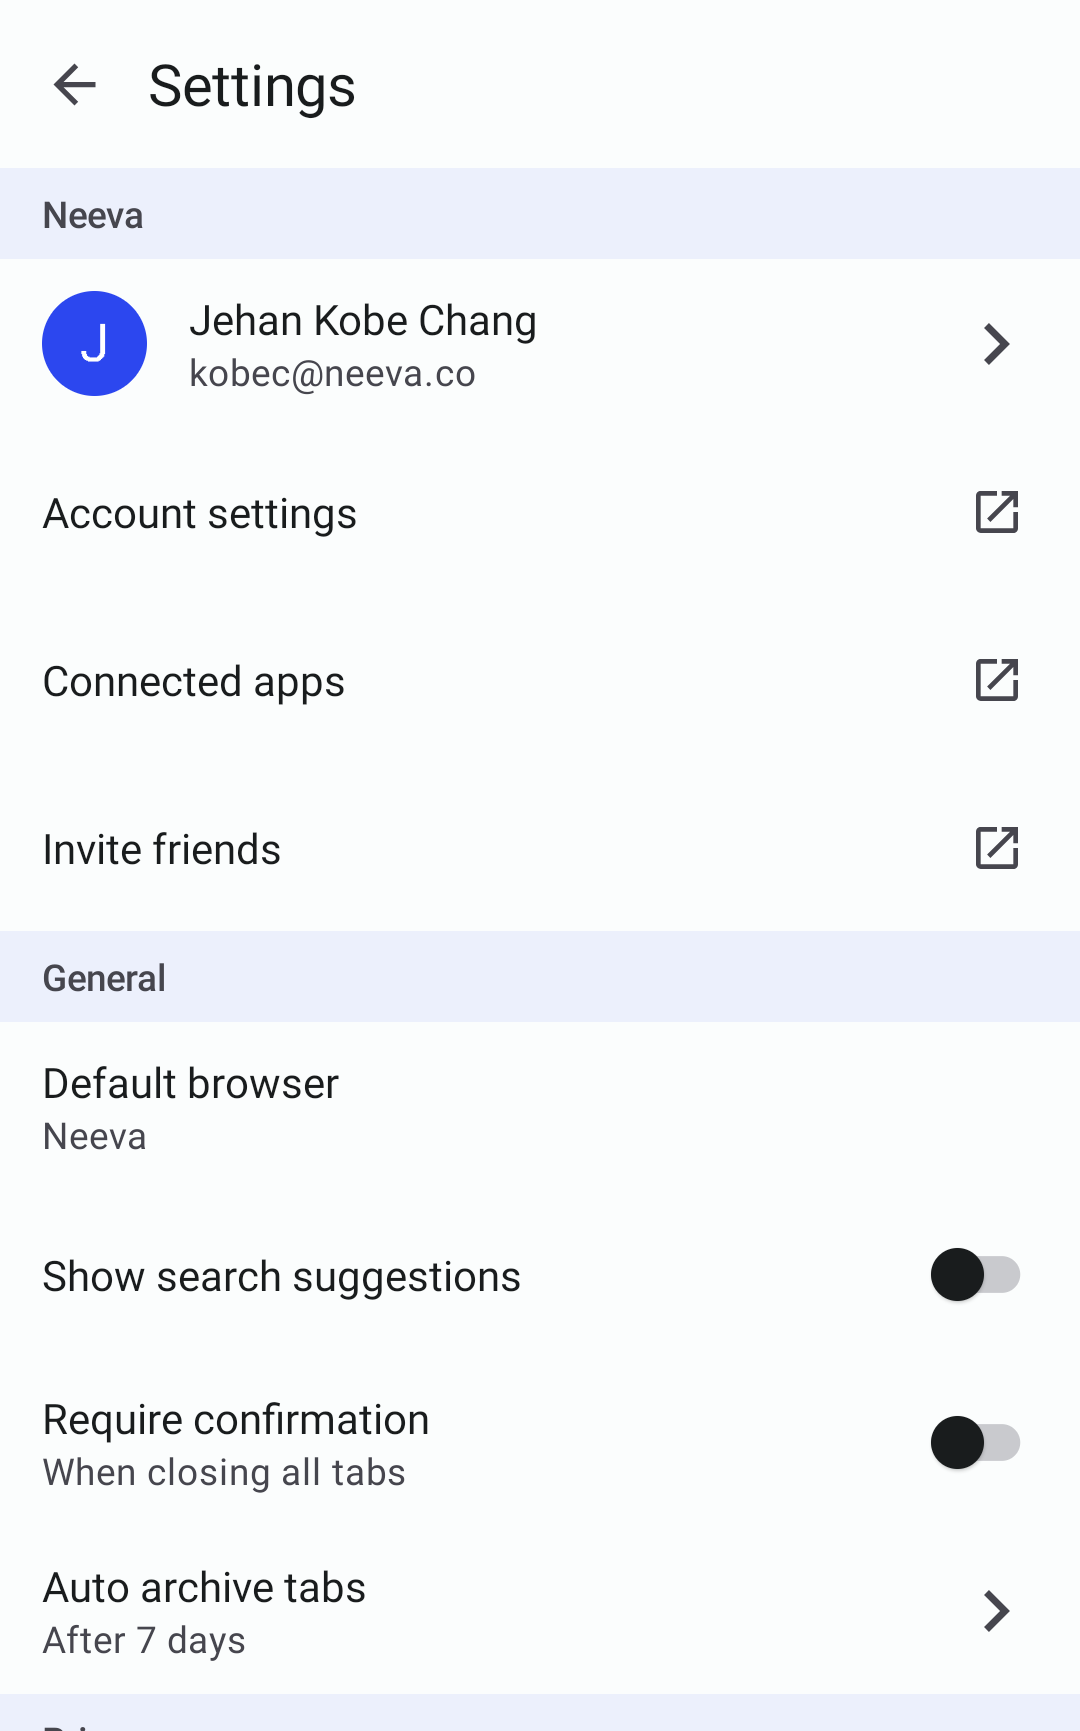 Settings
Neeva
J
Jehan Kobe Chang
kobec@neeva.co
Account settings
Connected apps
Invite friends
General
Default browser
Neeva
Show search suggestions
Require confirmation
When closing all tabs
Auto archive tabs
After 7 days